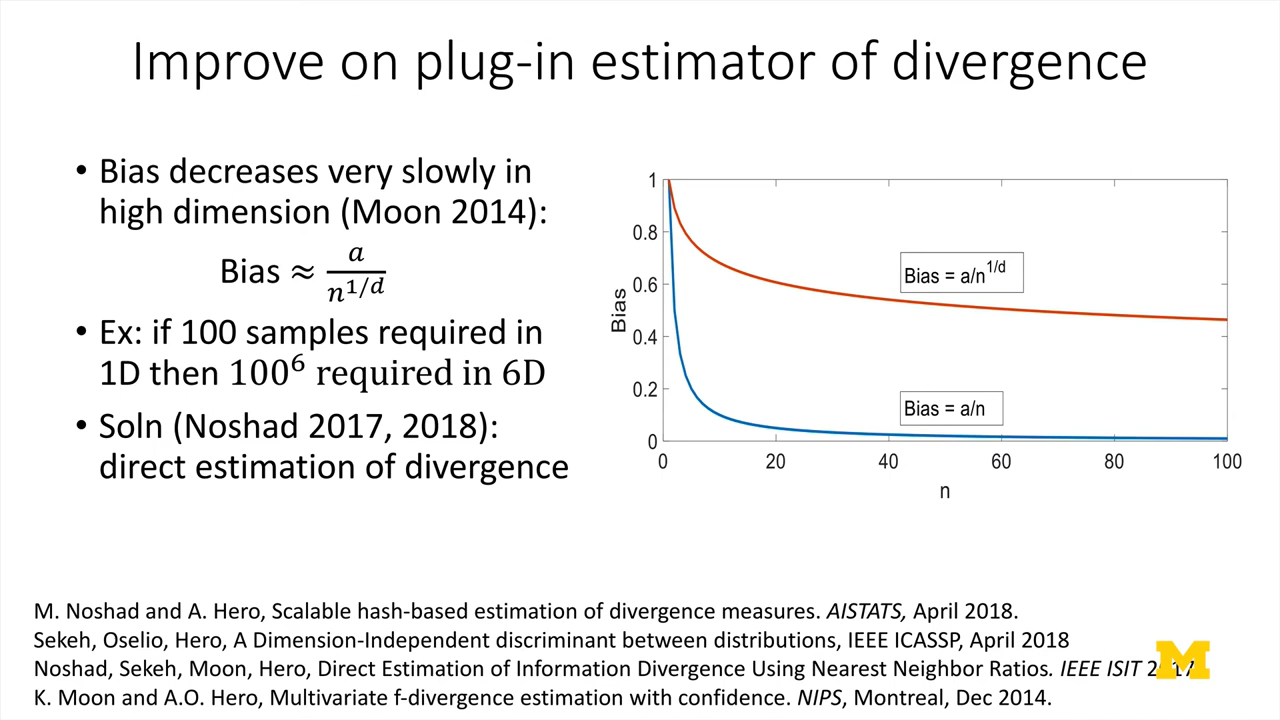 Improve on plug-in estimator of divergence
• Bias decreases very slowly in
high dimension (Moon 2014):
Bias ≈ a/n^{1/d}
• Ex: if 100 samples required in
1D then 100⁶ required in 6D
• Soln (Noshad 2017, 2018):
direct estimation of divergence
1
0.8
0.6
0.4
0.2
0
Bias
Bias = a/n^{1/d}
Bias = a/n
0 20 40 60 80 100
n
M. Noshad and A. Hero, Scalable hash-based estimation of divergence measures. AISTATS, April 2018.
Sekeh, Oselio, Hero, A Dimension-Independent discriminant between distributions, IEEE ICASSP, April 2018
Noshad, Sekeh, Moon, Hero, Direct Estimation of Information Divergence Using Nearest Neighbor Ratios. IEEE ISIT 2017
K. Moon and A.O. Hero, Multivariate f-divergence estimation with confidence. NIPS, Montreal, Dec 2014.
M